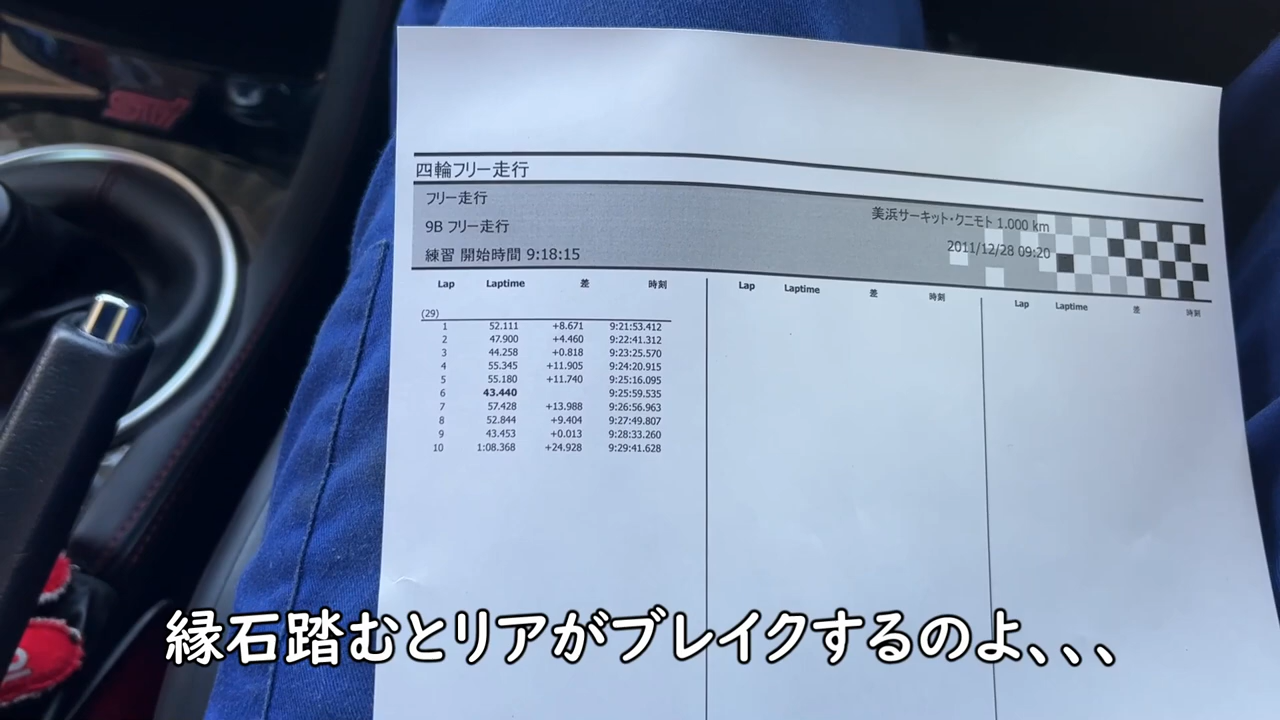 STI
四輪フリー走行
フリー走行
9B フリー走行
練習 開始時間 9:18:15
美浜サーキット・クニモト 1.000 km
2011/12/28 09:20
Lap Laptime 差 時刻
Lap Laptime 差 時刻
Lap Laptime 差 時刻
(29)
1 52.111 +8.671 9:21:53.412
2 47.900 +4.460 9:22:41.312
3 44.258 +0.818 9:23:25.570
4 55.345 +11.905 9:24:20.915
5 55.180 +11.740 9:25:16.095
6 43.440 9:25:59.535
7 57.428 +13.988 9:26:56.963
8 52.844 +9.404 9:27:49.807
9 43.453 +0.013 9:28:33.260
10 1:08.368 +24.928 9:29:41.628
縁石踏むとリアがブレイクするのよ、、、